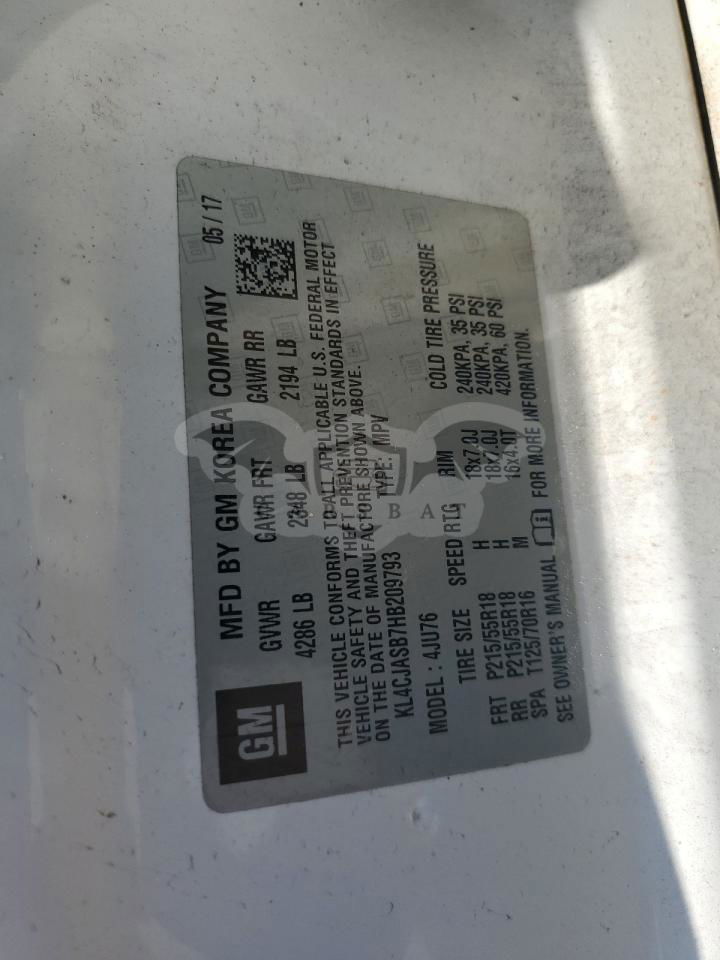 GM
MFD BY GM KOREA COMPANY 05 / 17
GVWR GAWR FRT GAWR RR
4286 LB 2348 LB 2194 LB
THIS VEHICLE CONFORMS TO ALL APPLICABLE U.S. FEDERAL MOTOR
VEHICLE SAFETY AND THEFT PREVENTION STANDARDS IN EFFECT
ON THE DATE OF MANUFACTURE SHOWN ABOVE.
KL4CJASB7HB209793 TYPE: MPV
MODEL : 4JU76
TIRE SIZE SPEED RTG RIM COLD TIRE PRESSURE
FRT P215/55R18 H 18x7.0J 240KPA, 35 PSI
RR P215/55R18 H 18x7.0J 240KPA, 35 PSI
SPA T125/70R16 M 16x4.0T 420KPA, 60 PSI
SEE OWNER'S MANUAL FOR MORE INFORMATION.